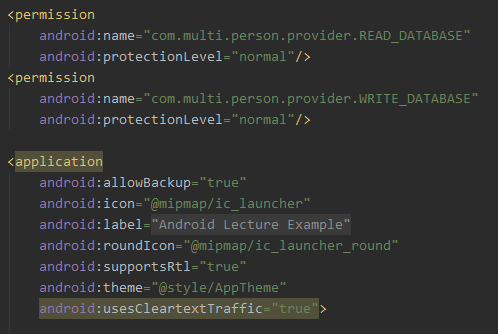 <permission
android:name="com.multi.person.provider.READ_DATABASE"
android:protectionLevel="normal"/>
<permission
android:name="com.multi.person.provider.WRITE_DATABASE"
android:protectionLevel="normal"/>
<application
android:allowBackup="true"
android:icon="@mipmap/ic_launcher"
android:label="Android Lecture Example"
android:roundIcon="@mipmap/ic_launcher_round"
android:supportsRtl="true"
android:theme="@style/AppTheme"
android:usesCleartextTraffic="true">